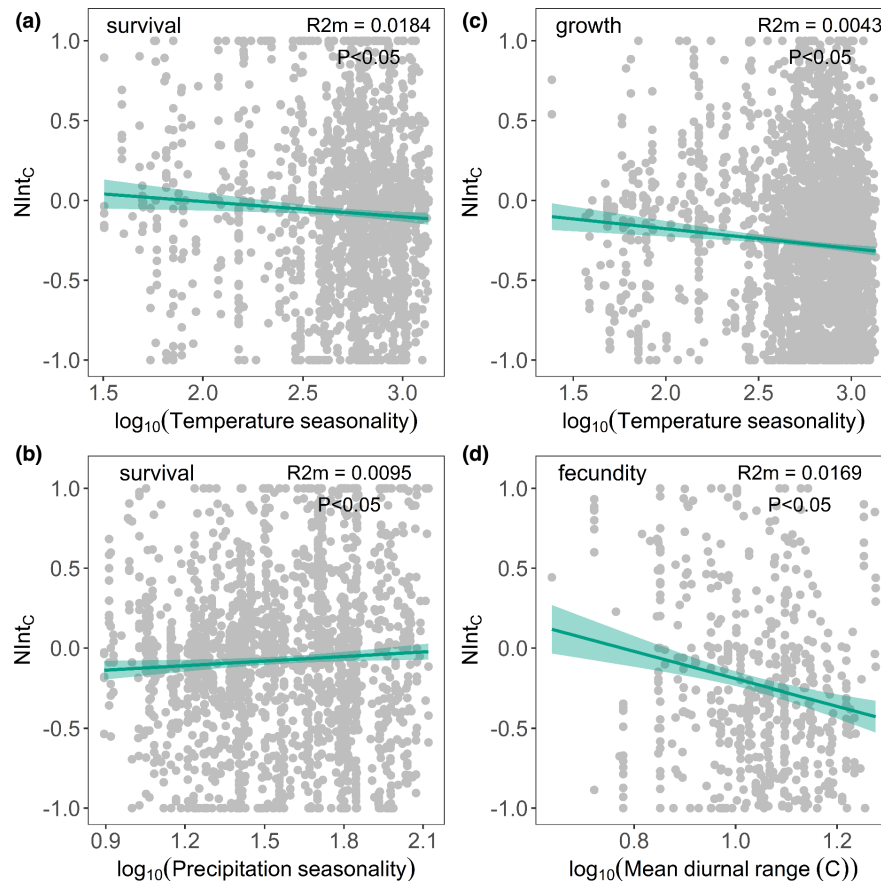 (a)
survival
R2m = 0.0184
P<0.05
1.0
0.5
0.0
-0.5
-1.0
NIntC
1.5 2.0 2.5 3.0
log10(Temperature seasonality)
(c)
growth
R2m = 0.0043
P<0.05
1.0
0.5
0.0
-0.5
-1.0
NIntC
1.5 2.0 2.5 3.0
log10(Temperature seasonality)
(b)
survival
R2m = 0.0095
P<0.05
1.0
0.5
0.0
-0.5
-1.0
NIntC
0.9 1.2 1.5 1.8 2.1
log10(Precipitation seasonality)
(d)
fecundity
R2m = 0.0169
P<0.05
1.0
0.5
0.0
-0.5
-1.0
NIntC
0.8 1.0 1.2
log10(Mean diurnal range (C))